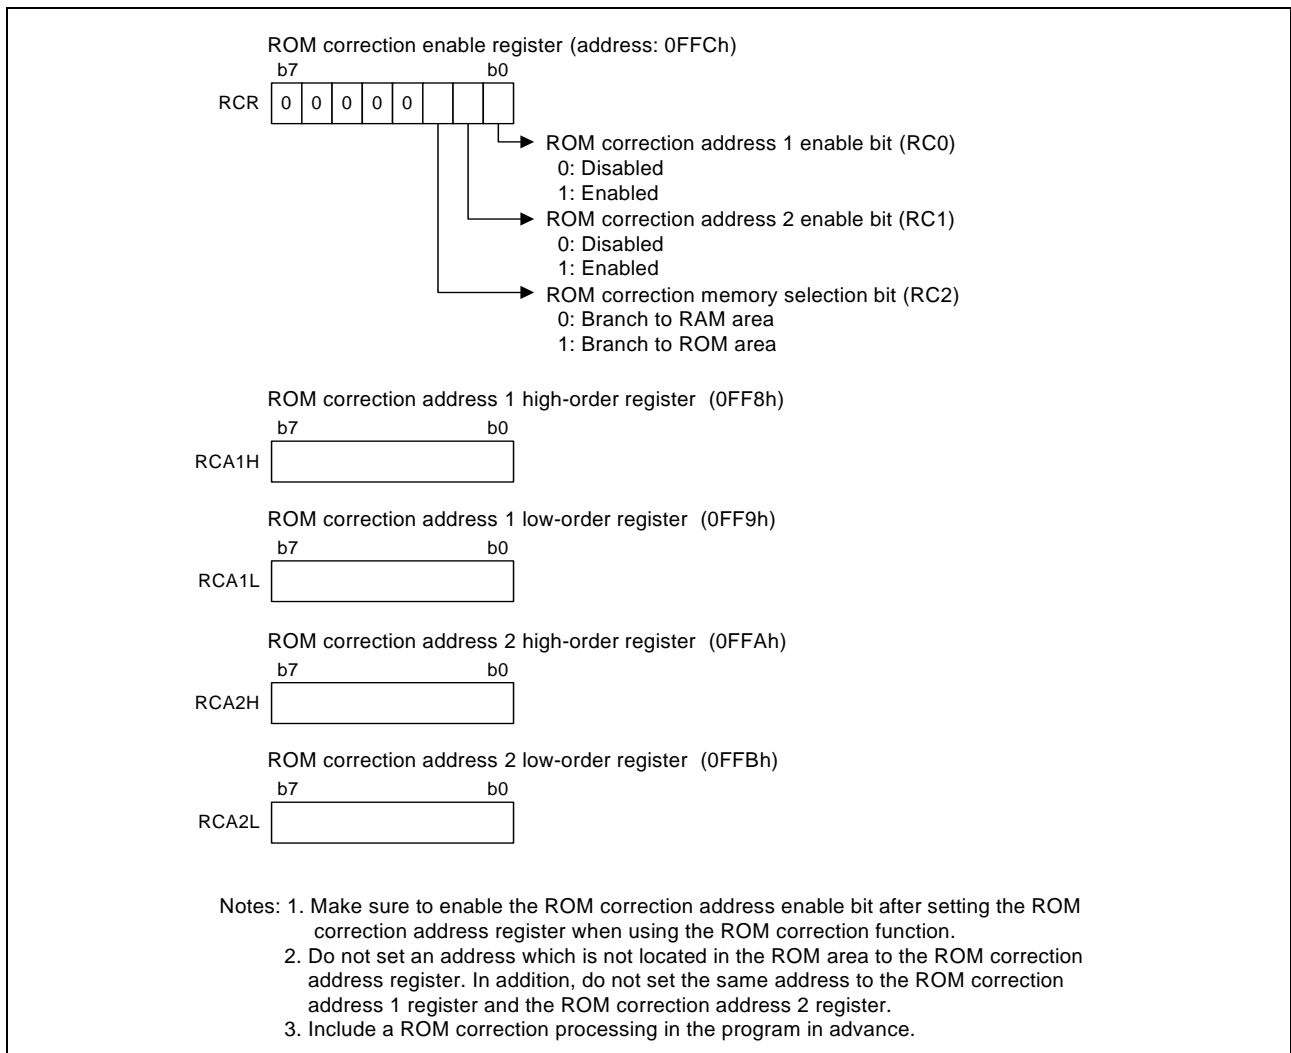 ROM correction enable register (address: 0FFCh)
b7 b0
RCR 0 0 0 0 0
ROM correction address 1 enable bit (RC0)
0: Disabled
1: Enabled
ROM correction address 2 enable bit (RC1)
0: Disabled
1: Enabled
ROM correction memory selection bit (RC2)
0: Branch to RAM area
1: Branch to ROM area
ROM correction address 1 high-order register (0FF8h)
b7 b0
RCA1H
ROM correction address 1 low-order register (0FF9h)
b7 b0
RCA1L
ROM correction address 2 high-order register (0FFAh)
b7 b0
RCA2H
ROM correction address 2 low-order register (0FFBh)
b7 b0
RCA2L
Notes: 1. Make sure to enable the ROM correction address enable bit after setting the ROM
correction address register when using the ROM correction function.
2. Do not set an address which is not located in the ROM area to the ROM correction
address register. In addition, do not set the same address to the ROM correction
address 1 register and the ROM correction address 2 register.
3. Include a ROM correction processing in the program in advance.